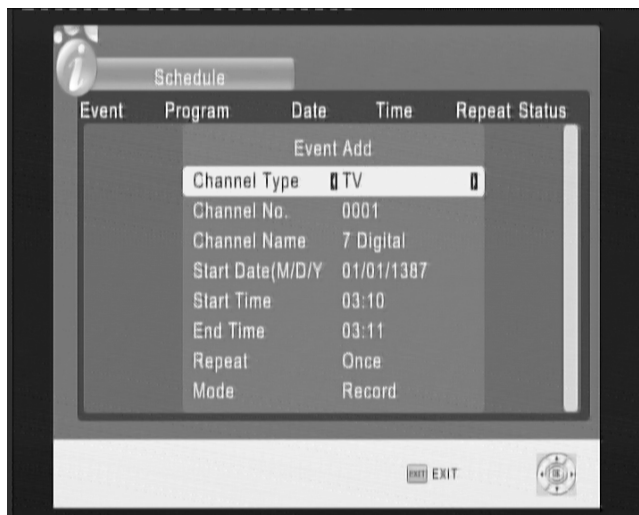 Schedule
Event Program Date Time Repeat Status
Event Add
Channel Type TV
Channel No. 0001
Channel Name 7 Digital
Start Date(M/D/Y 01/01/1387
Start Time 03:10
End Time 03:11
Repeat Once
Mode Record
EXIT EXIT